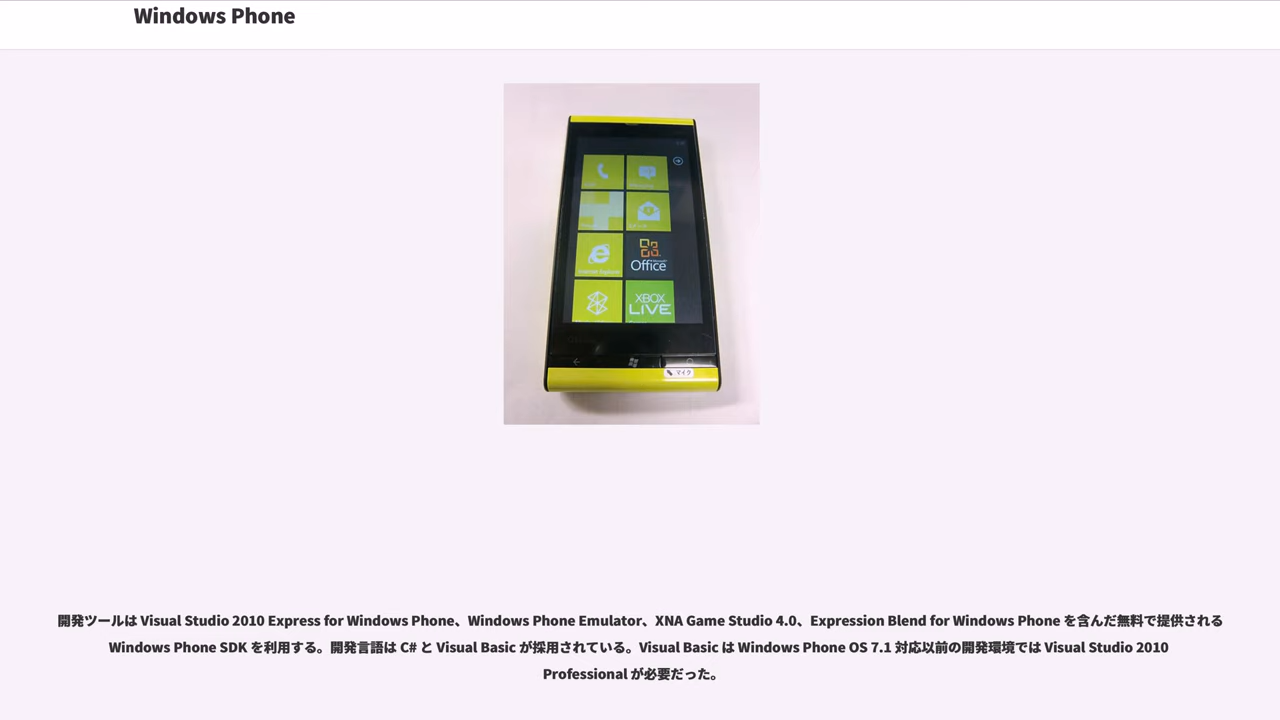 Windows Phone
Office
XBOX
LIVE
マイク
開発ツールは Visual Studio 2010 Express for Windows Phone、Windows Phone Emulator、XNA Game Studio 4.0、Expression Blend for Windows Phone を含んだ無料で提供される
Windows Phone SDK を利用する。開発言語は C# と Visual Basic が採用されている。Visual Basic は Windows Phone OS 7.1 対応以前の開発環境では Visual Studio 2010
Professional が必要だった。